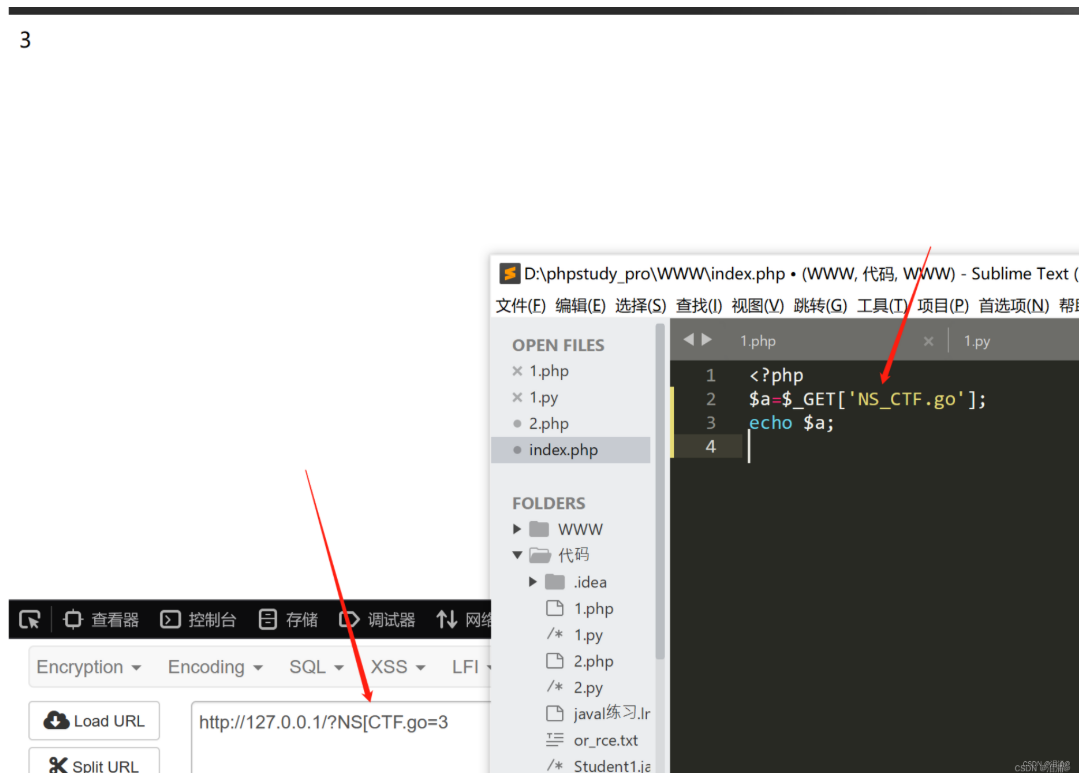 3
D:\phpstudy_pro\WWW\index.php • (WWW, 代码, WWW) - Sublime Text (
文件(F) 编辑(E) 选择(S) 查找(I) 视图(V) 跳转(G) 工具(T) 项目(P) 首选项(N) 帮
OPEN FILES
1.php
1.py
2.php
index.php
FOLDERS
WWW
代码
.idea
1.php
/* 1.py
2.php
/* 2.py
javal练习.lr
or_rce.txt
/* Student1.ja
1.php × 1.py
1 <?php
2 $a=$_GET['NS_CTF.go'];
3 echo $a;
4
查看器 控制台 存储 调试器 网络
Encryption Encoding SQL XSS LFI
Load URL
http://127.0.0.1/?NS[CTF.go=3
Split URL